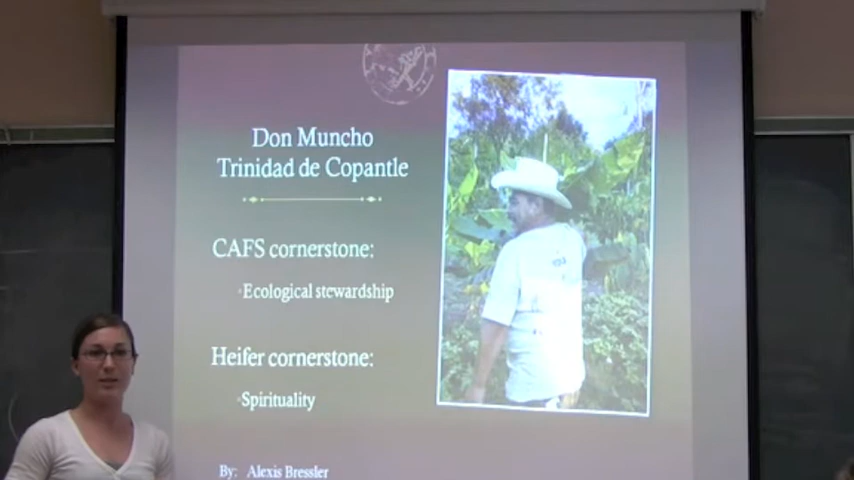 Don Muncho
Trinidad de Copantle
CAFS cornerstone:
Ecological stewardship
Heifer cornerstone:
Spirituality
By: Alexis Bressler